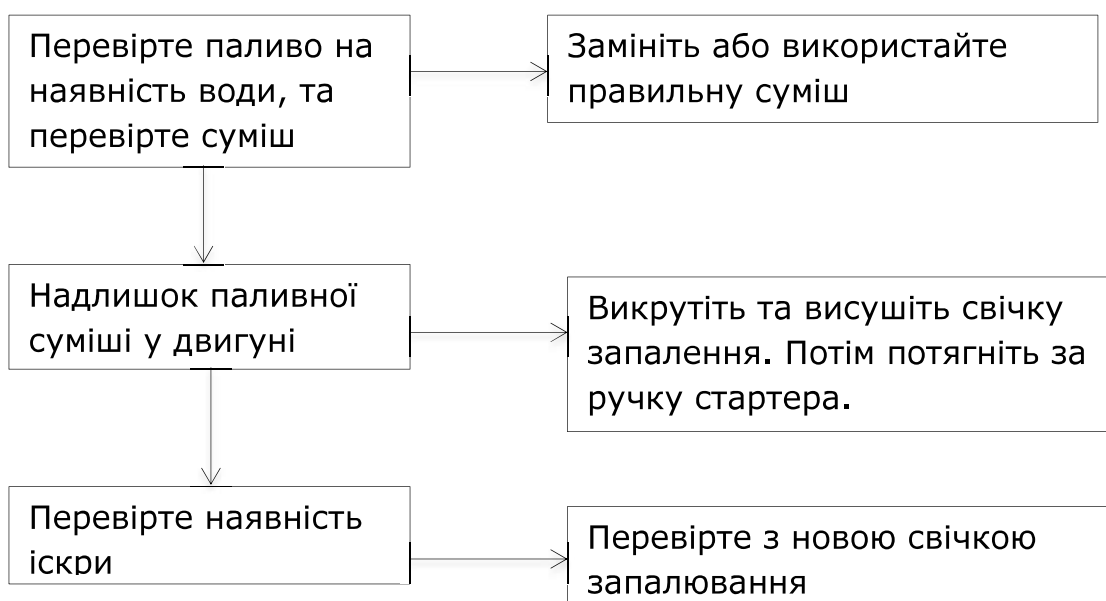 Перевірте паливо на
наявність води, та
перевірте суміш
Замініть або використайте
правильну суміш
Надлишок паливної
суміші у двигуні
Викрутіть та висушіть свічку
запалення. Потім потягніть за
ручку стартера.
Перевірте наявність
іскри
Перевірте з новою свічкою
запалювання